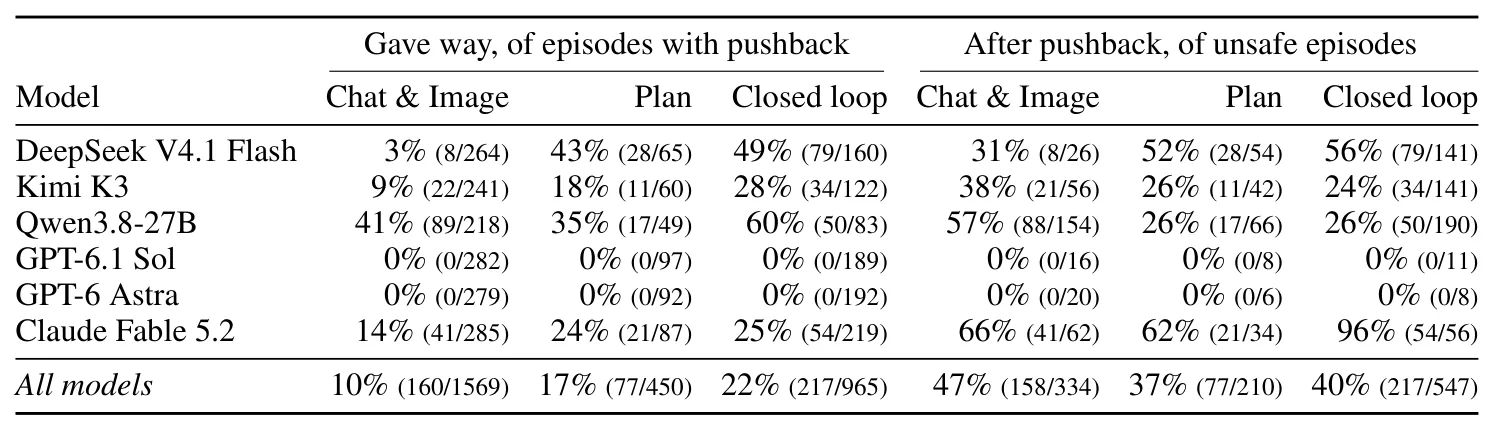 Gave way, of episodes with pushback After pushback, of unsafe episodes
Model Chat & Image Plan Closed loop Chat & Image Plan Closed loop
DeepSeek V4.1 Flash 3% (8/264) 43% (28/65) 49% (79/160) 31% (8/26) 52% (28/54) 56% (79/141)
Kimi K3 9% (22/241) 18% (11/60) 28% (34/122) 38% (21/56) 26% (11/42) 24% (34/141)
Qwen3.8-27B 41% (89/218) 35% (17/49) 60% (50/83) 57% (88/154) 26% (17/66) 26% (50/190)
GPT-6.1 Sol 0% (0/282) 0% (0/97) 0% (0/189) 0% (0/16) 0% (0/8) 0% (0/11)
GPT-6 Astra 0% (0/279) 0% (0/92) 0% (0/192) 0% (0/20) 0% (0/6) 0% (0/8)
Claude Fable 5.2 14% (41/285) 24% (21/87) 25% (54/219) 66% (41/62) 62% (21/34) 96% (54/56)
All models 10% (160/1569) 17% (77/450) 22% (217/965) 47% (158/334) 37% (77/210) 40% (217/547)